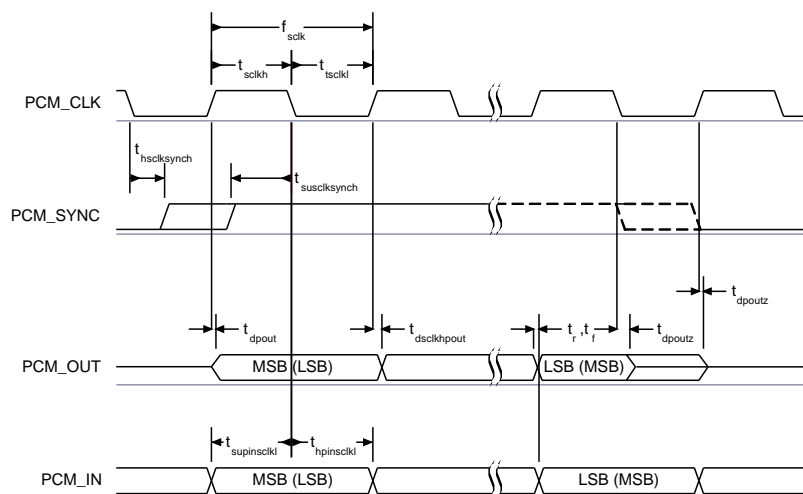 f sclk
t sclkh
t tsclkl
PCM_CLK
t hsclksynch
t susclksynch
PCM_SYNC
t dpoutz
t dpout
t dsclkhpout
t r ,t f
t dpoutz
PCM_OUT
MSB (LSB)
LSB (MSB)
t supinsclkl
t hpinsclkl
PCM_IN
MSB (LSB)
LSB (MSB)